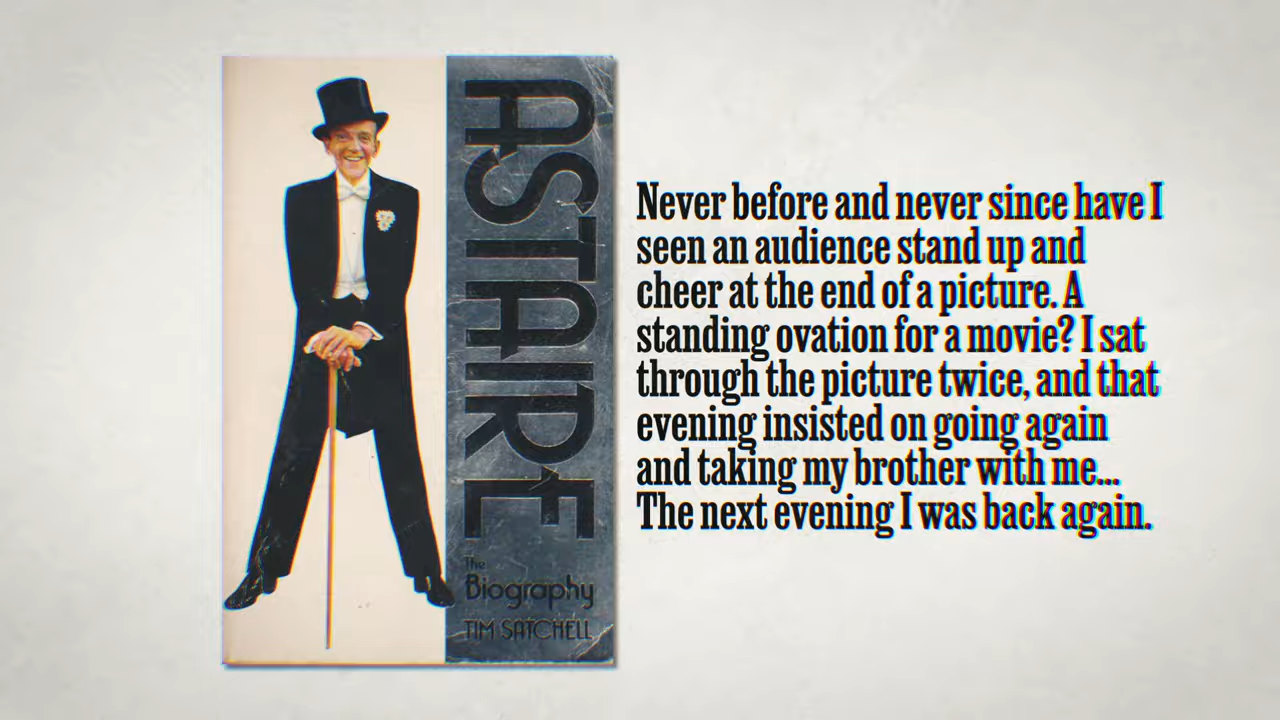 ASTAIRE
The
Biography
TIM SATCHELL
Never before and never since have I
seen an audience stand up and
cheer at the end of a picture. A
standing ovation for a movie? I sat
through the picture twice, and that
evening insisted on going again
and taking my brother with me...
The next evening I was back again.